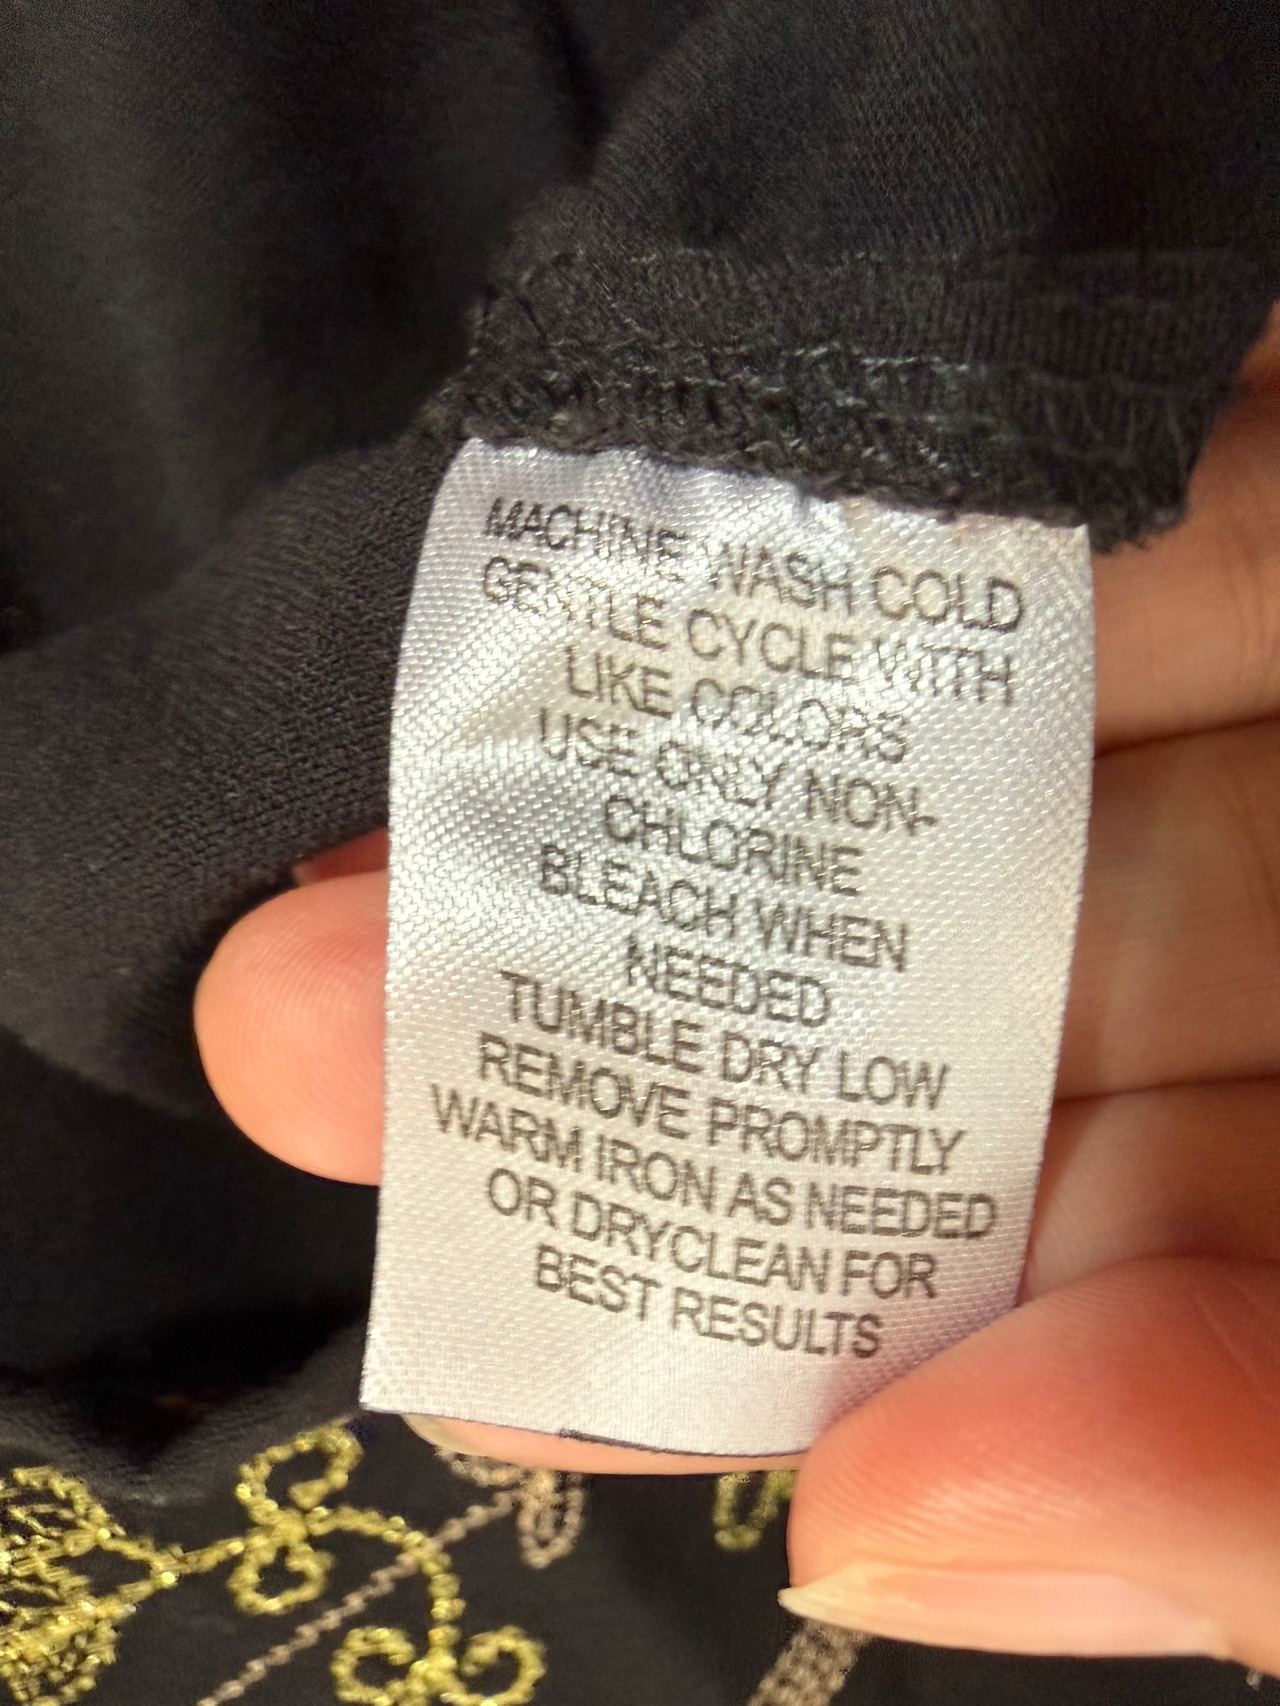 MACHINE WASH COLD
GENTLE CYCLE WITH
LIKE COLORS
USE ONLY NON-
CHLORINE
BLEACH WHEN
NEEDED
TUMBLE DRY LOW
REMOVE PROMPTLY
WARM IRON AS NEEDED
OR DRYCLEAN FOR
BEST RESULTS